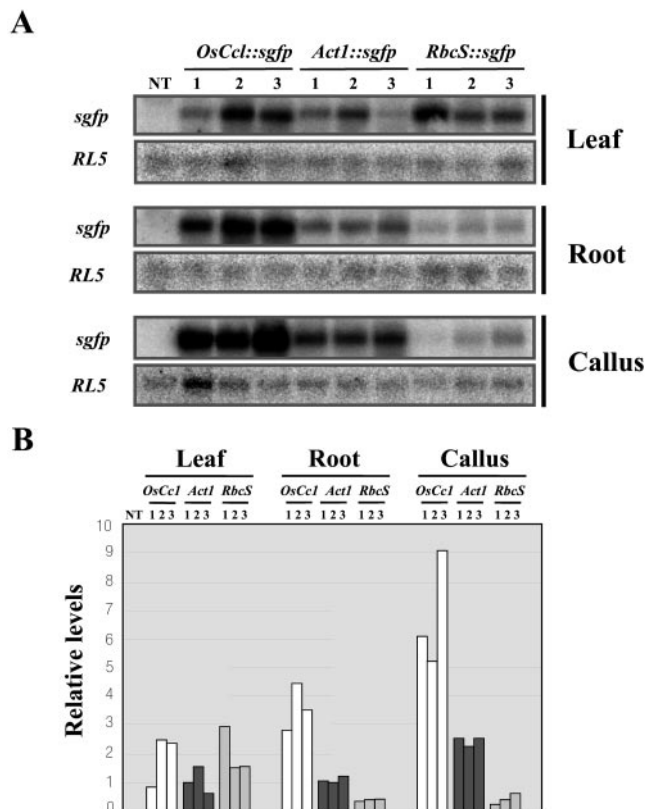 A
OsCc1::sgfp Act1::sgfp RbcS::sgfp
NT 1 2 3 1 2 3 1 2 3
sgfp
RL5
Leaf
sgfp
RL5
Root
sgfp
RL5
Callus
B
Leaf Root Callus
OsCc1 Act1 RbcS OsCc1 Act1 RbcS OsCc1 Act1 RbcS
NT 1 2 3 1 2 3 1 2 3 1 2 3 1 2 3 1 2 3 1 2 3 1 2 3 1 2 3
Relative levels
10
9
8
7
6
5
4
3
2
1
0